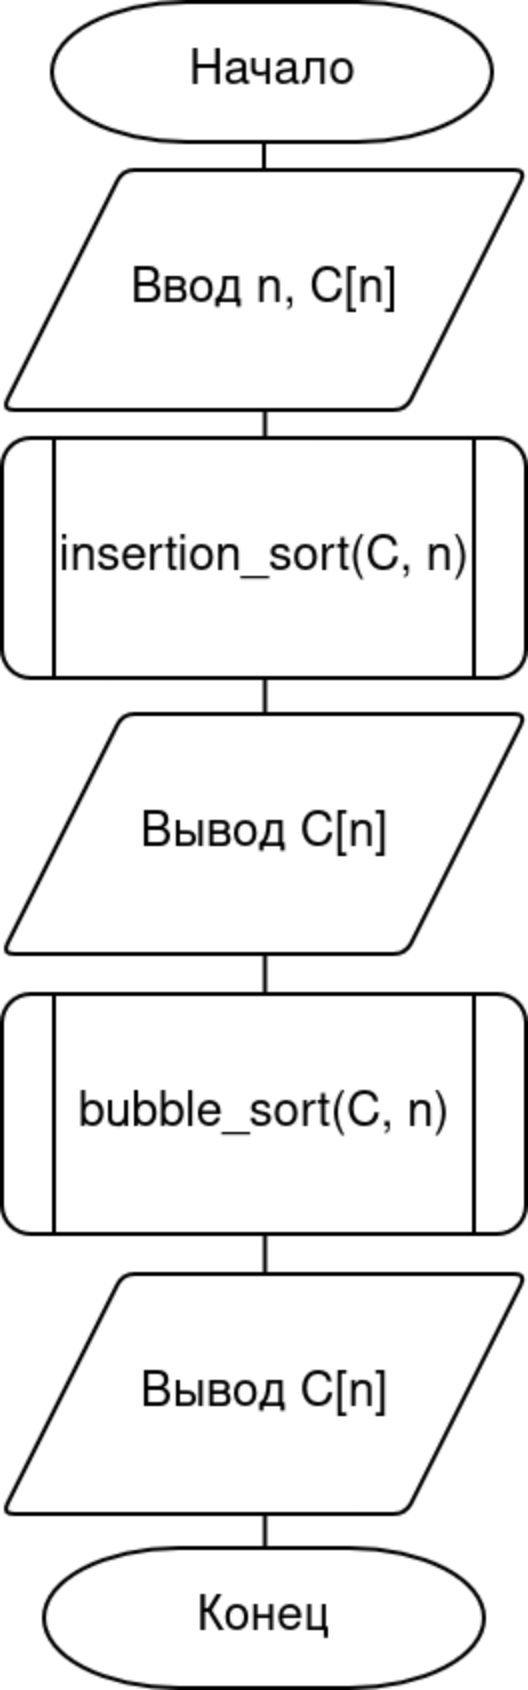 Начало
Ввод n, C[n]
insertion_sort(C, n)
Вывод C[n]
bubble_sort(C, n)
Вывод C[n]
Конец